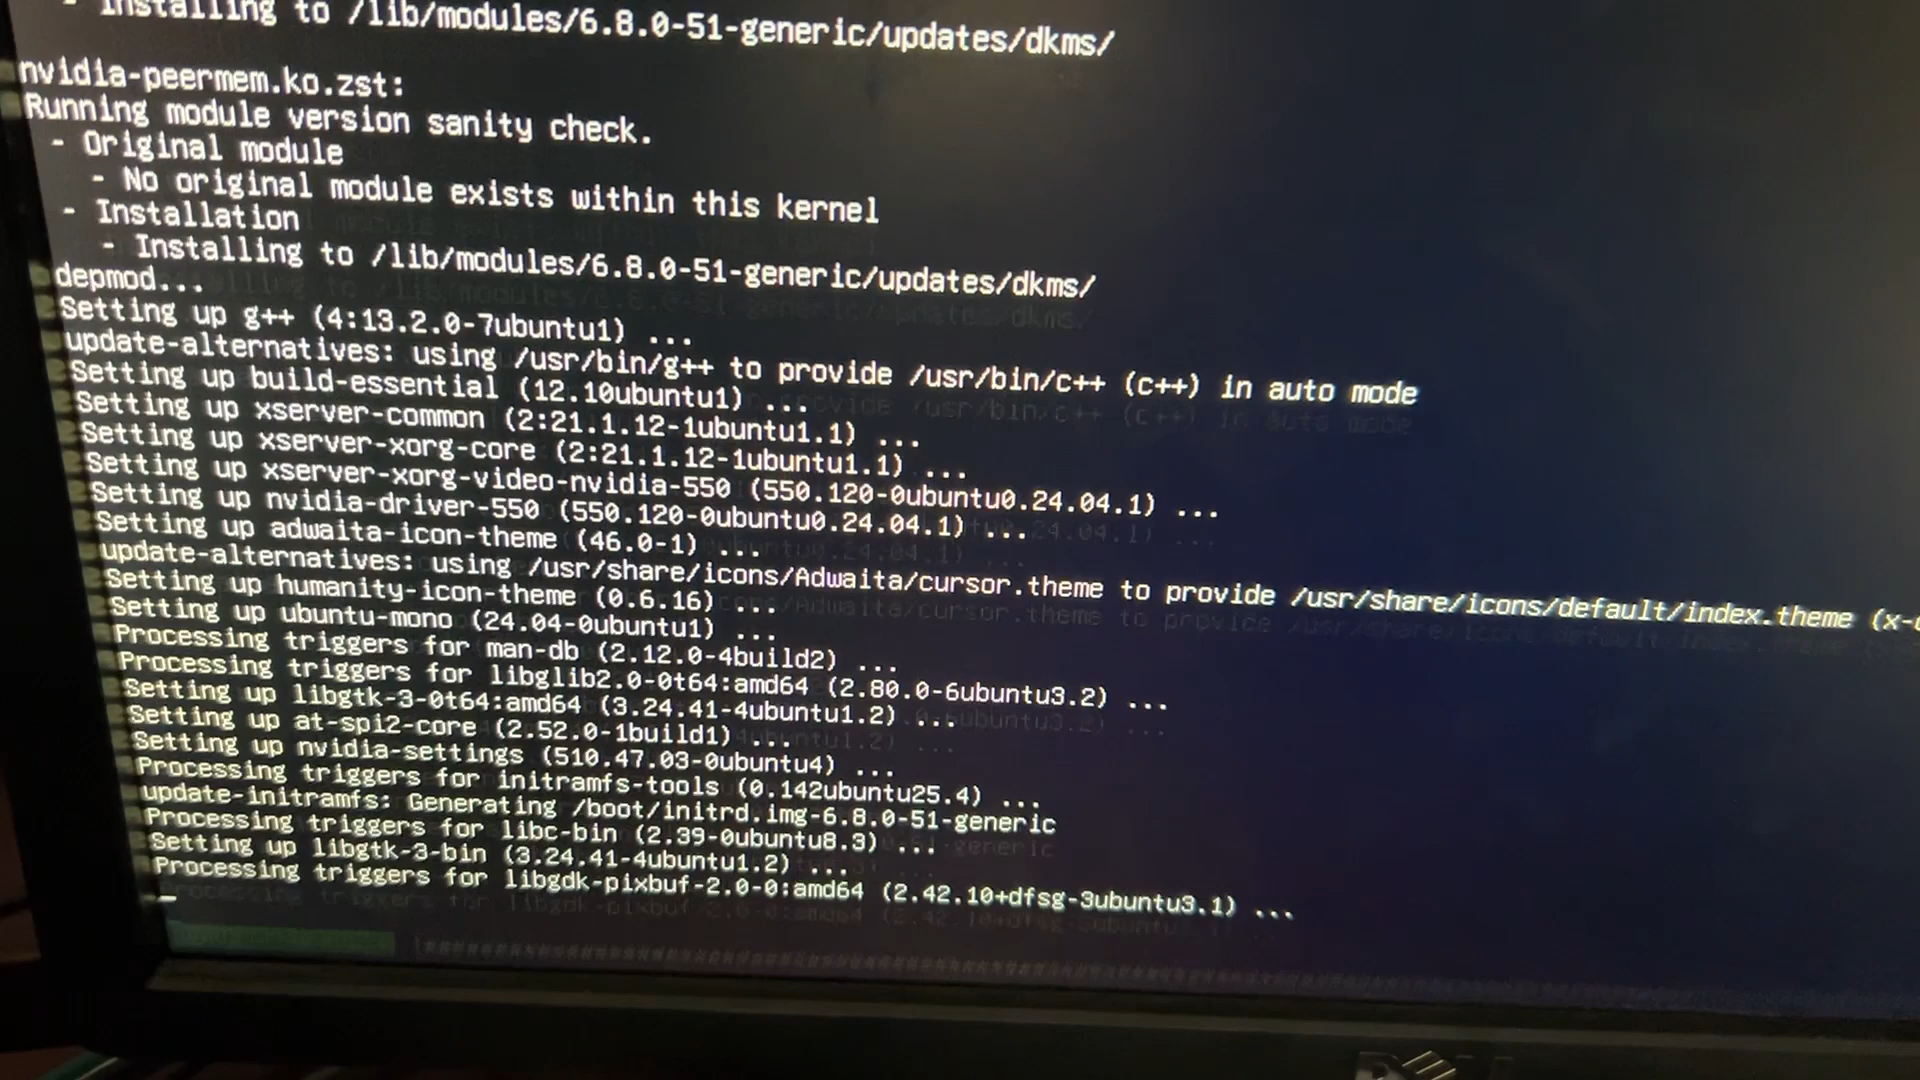 - Installing to /lib/modules/6.8.0-51-generic/updates/dkms/
nvidia-peermem.ko.zst:
Running module version sanity check.
- Original module
- No original module exists within this kernel
- Installation
- Installing to /lib/modules/6.8.0-51-generic/updates/dkms/
depmod...
Setting up g++ (4:13.2.0-7ubuntu1) ...
update-alternatives: using /usr/bin/g++ to provide /usr/bin/c++ (c++) in auto mode
Setting up build-essential (12.10ubuntu1) ...
Setting up xserver-common (2:21.1.12-1ubuntu1.1) ...
Setting up xserver-xorg-core (2:21.1.12-1ubuntu1.1) ...
Setting up xserver-xorg-video-nvidia-550 (550.120-0ubuntu0.24.04.1) ...
Setting up nvidia-driver-550 (550.120-0ubuntu0.24.04.1) ...
Setting up adwaita-icon-theme (46.0-1) ...
update-alternatives: using /usr/share/icons/Adwaita/cursor.theme to provide /usr/share/icons/default/index.theme (x-c
Setting up humanity-icon-theme (0.6.16) ...
Setting up ubuntu-mono (24.04-0ubuntu1) ...
Processing triggers for man-db (2.12.0-4build2) ...
Processing triggers for libglib2.0-0t64:amd64 (2.80.0-6ubuntu3.2) ...
Setting up libgtk-3-0t64:amd64 (3.24.41-4ubuntu1.2) ...
Setting up at-spi2-core (2.52.0-1build1) ...
Setting up nvidia-settings (510.47.03-0ubuntu4) ...
Processing triggers for initramfs-tools (0.142ubuntu25.4) ...
update-initramfs: Generating /boot/initrd.img-6.8.0-51-generic
Processing triggers for libc-bin (2.39-0ubuntu8.3) ...
Setting up libgtk-3-bin (3.24.41-4ubuntu1.2) ...
Processing triggers for libgdk-pixbuf-2.0-0:amd64 (2.42.10+dfsg-3ubuntu3.1) ...